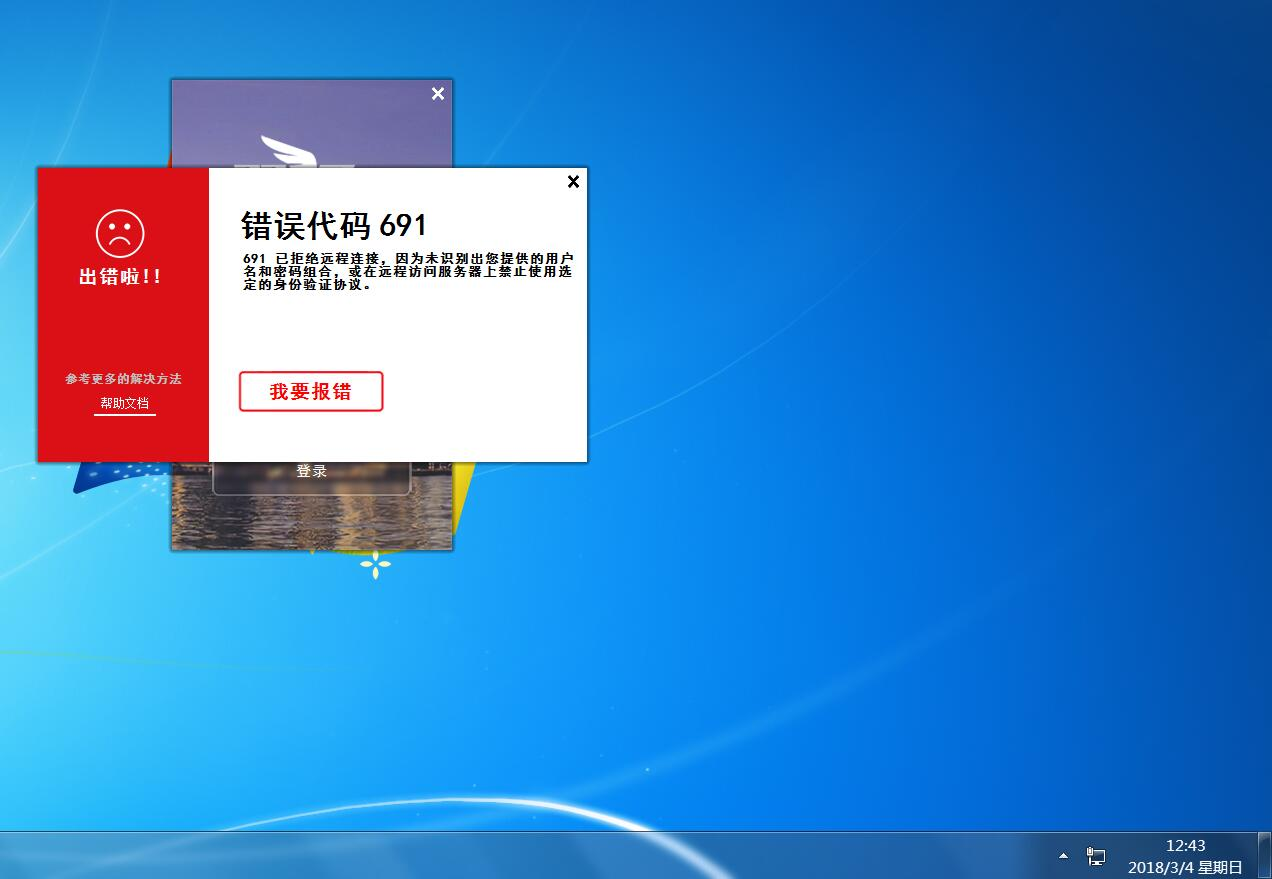 错误代码 691
691 已拒绝远程连接，因为未识别出您提供的用户
名和密码组合，或在远程访问服务器上禁止使用选
定的身份验证协议。
出错啦!!
参考更多的解决方法
帮助文档
我要报错
登录
12:43
2018/3/4 星期日